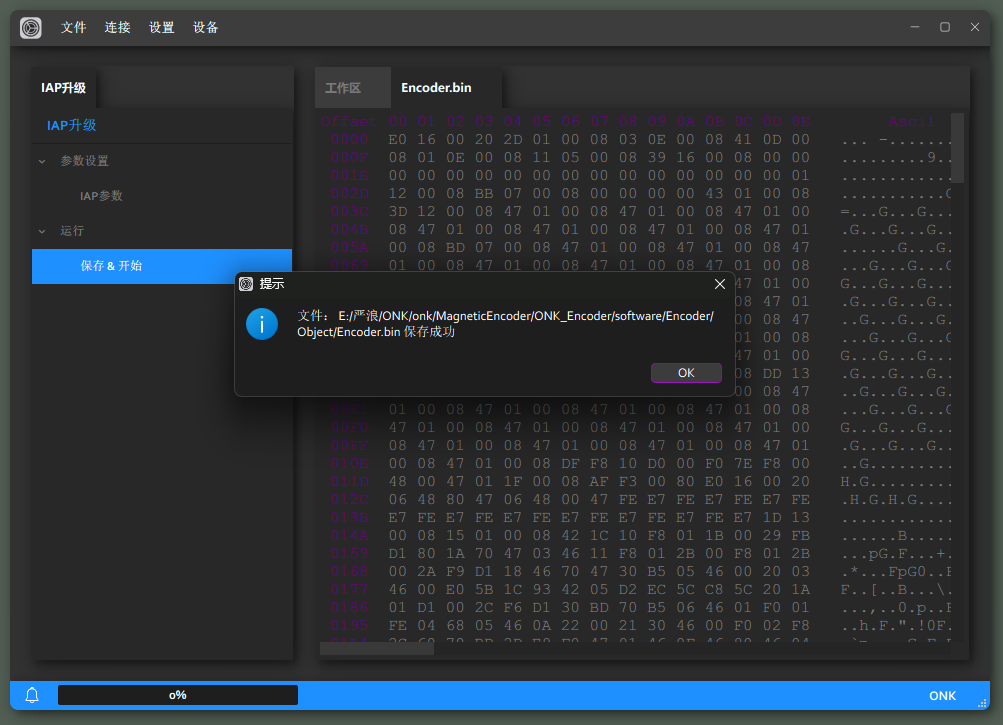 文件 连接 设置 设备
IAP升级
IAP升级
参数设置
IAP参数
运行
保存 & 开始
工作区 Encoder.bin
Offset 00 01 02 03 04 05 06 07 08 09 0A 0B 0C 0D 0E Ascii
0000 E0 16 00 20 2D 01 00 08 03 0E 00 08 41 0D 00 ... -.......
000F 08 01 0E 00 08 11 05 00 08 39 16 00 08 00 00 .........9..
001E 00 00 00 00 00 00 00 00 00 00 00 00 00 00 01 ............
002D 12 00 08 BB 07 00 08 00 00 00 00 00 43 01 00 08
003C 3D 12 00 08 47 01 00 08 47 01 00 08 47 01 00 =...G...G...
004B 08 47 01 00 08 47 01 00 08 47 01 00 08 47 01 .G...G...G..
005A 00 08 BD 07 00 08 47 01 00 08 47 01 00 08 47 ......G...G.
0069 01 00 08 47 01 00 08 47 01 00 08 47 01 00 08 ...G...G...G
47 01 00 G...G...G...
08 47 01 .G...G...G..
00 08 47 ..G...G...G.
01 00 08 ...G...G...G
47 01 00 G...G...G...
08 DD 13 .G...G...G..
00 08 47 ..G...G...G.
01 00 08 47 01 00 08 47 01 00 08 47 01 00 08 ...G...G...G
00F0 47 01 00 08 47 01 00 08 47 01 00 08 47 01 00 G...G...G...
00FF 08 47 01 00 08 47 01 00 08 47 01 00 08 47 01 .G...G...G..
010E 00 08 47 01 00 08 DF F8 10 D0 00 F0 7E F8 00 ..G.........
011D 48 00 47 01 1F 00 08 AF F3 00 80 E0 16 00 20 H.G.........
012C 06 48 80 47 06 48 00 47 FE E7 FE E7 FE E7 FE .H.G.H.G....
013B E7 FE E7 FE E7 FE E7 FE E7 FE E7 FE E7 1D 13 ............
014A 00 08 15 01 00 08 42 1C 10 F8 01 1B 00 29 FB ......B.....
0159 D1 80 1A 70 47 03 46 11 F8 01 2B 00 F8 01 2B ...pG.F...+.
0168 00 2A F9 D1 18 46 70 47 30 B5 05 46 00 20 03 .*...FpG0..F
0177 46 00 E0 5B 1C 93 42 05 D2 EC 5C C8 5C 20 1A F..[..B...\.
0186 01 D1 00 2C F6 D1 30 BD 70 B5 06 46 01 F0 01 ...,..0.p..F
0195 FE 04 68 05 46 0A 22 00 21 30 46 00 F0 02 F8 ..h.F.".!0F.
提示
文件： E:/严浪/ONK/onk/MagneticEncoder/ONK_Encoder/software/Encoder/
Object/Encoder.bin 保存成功
OK
0%
ONK